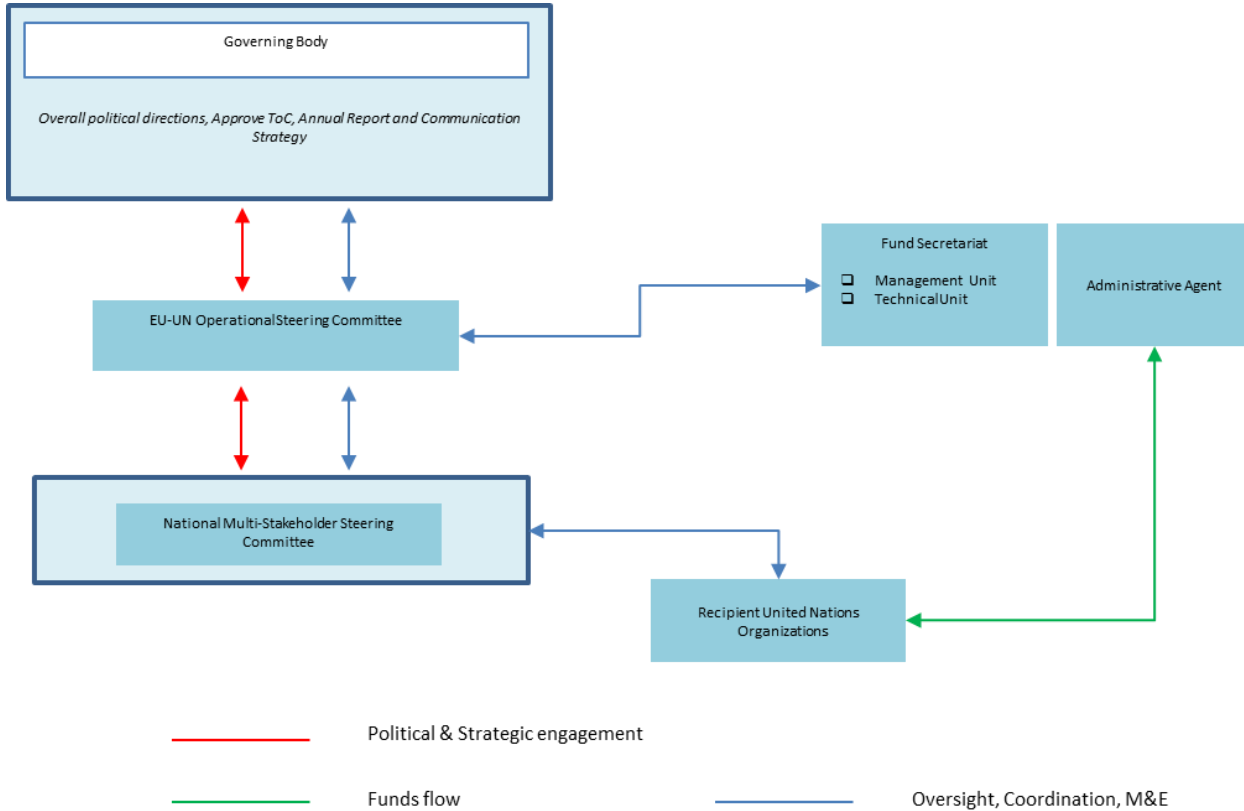 Governing Body
Overall political directions, Approve ToC, Annual Report and Communication
Strategy
EU-UN OperationalSteering Committee
Fund Secretariat
❑ Management Unit
❑ TechnicalUnit
Administrative Agent
National Multi-Stakeholder Steering
Committee
Recipient United Nations
Organizations
Political & Strategic engagement
Funds flow
Oversight, Coordination, M&E